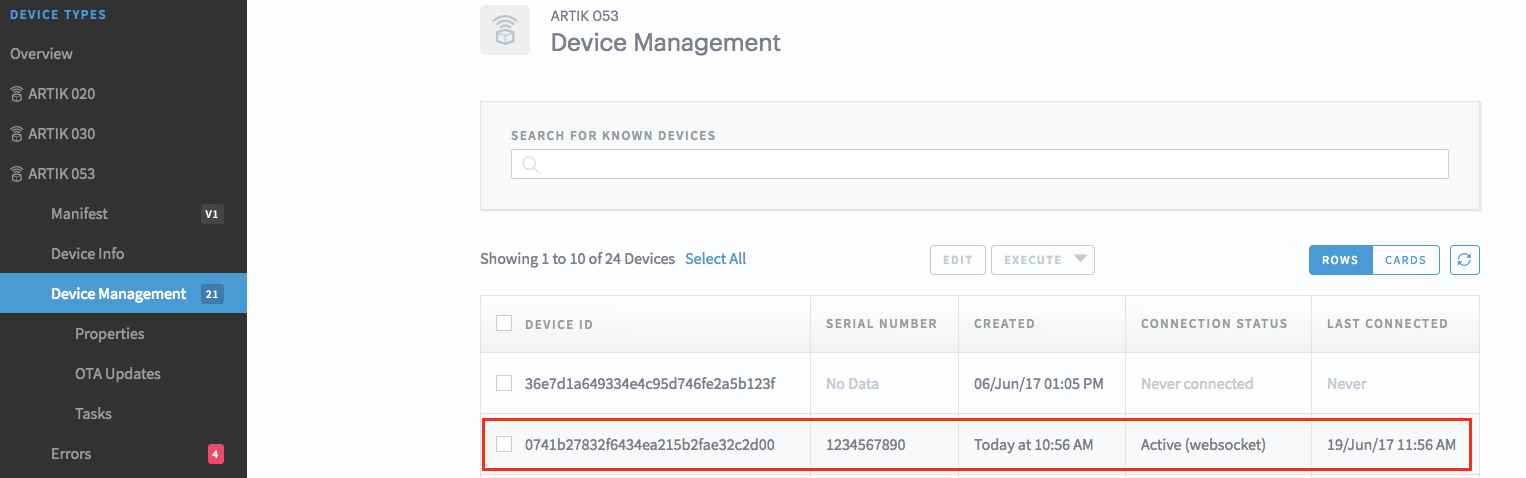 DEVICE TYPES
Overview
ARTIK 020
ARTIK 030
ARTIK 053
Manifest V1
Device Info
Device Management 21
Properties
OTA Updates
Tasks
Errors 4
ARTIK 053
Device Management
SEARCH FOR KNOWN DEVICES
Showing 1 to 10 of 24 Devices Select All EDIT EXECUTE ROWS CARDS
DEVICE ID SERIAL NUMBER CREATED CONNECTION STATUS LAST CONNECTED
36e7d1a649334e4c95d746fe2a5b123f No Data 06/Jun/17 01:05 PM Never connected Never
0741b27832f6434ea215b2fae32c2d00 1234567890 Today at 10:56 AM Active (websocket) 19/Jun/17 11:56 AM